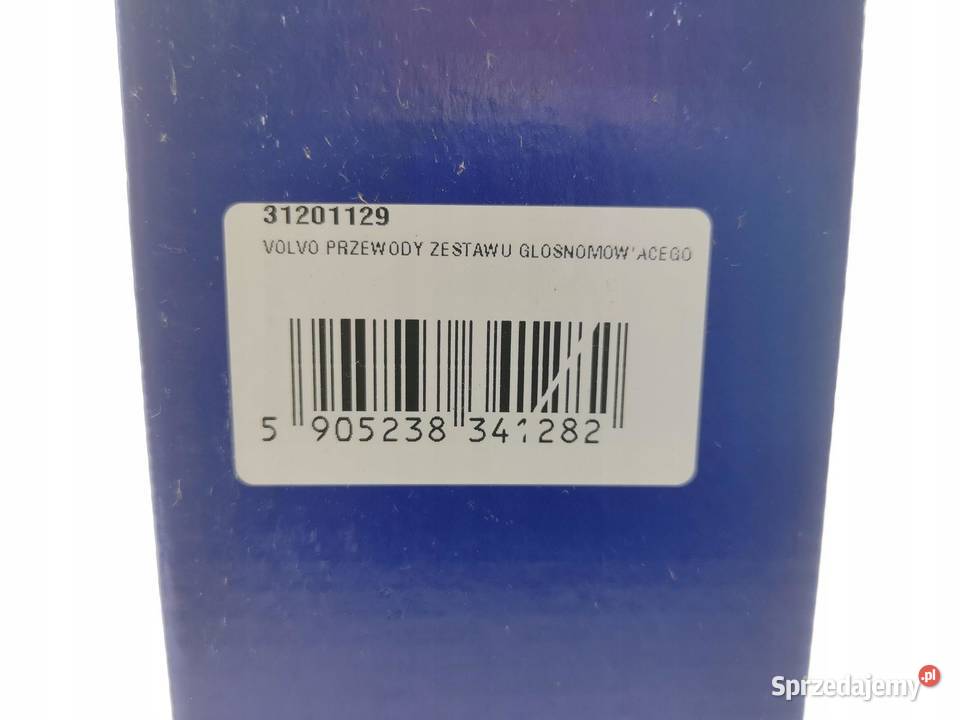 31201129
VOLVO PRZEWODY ZESTAWU GLOSNOMOW'ACEGO
5 905238 341282
Sprzedajemy.pl